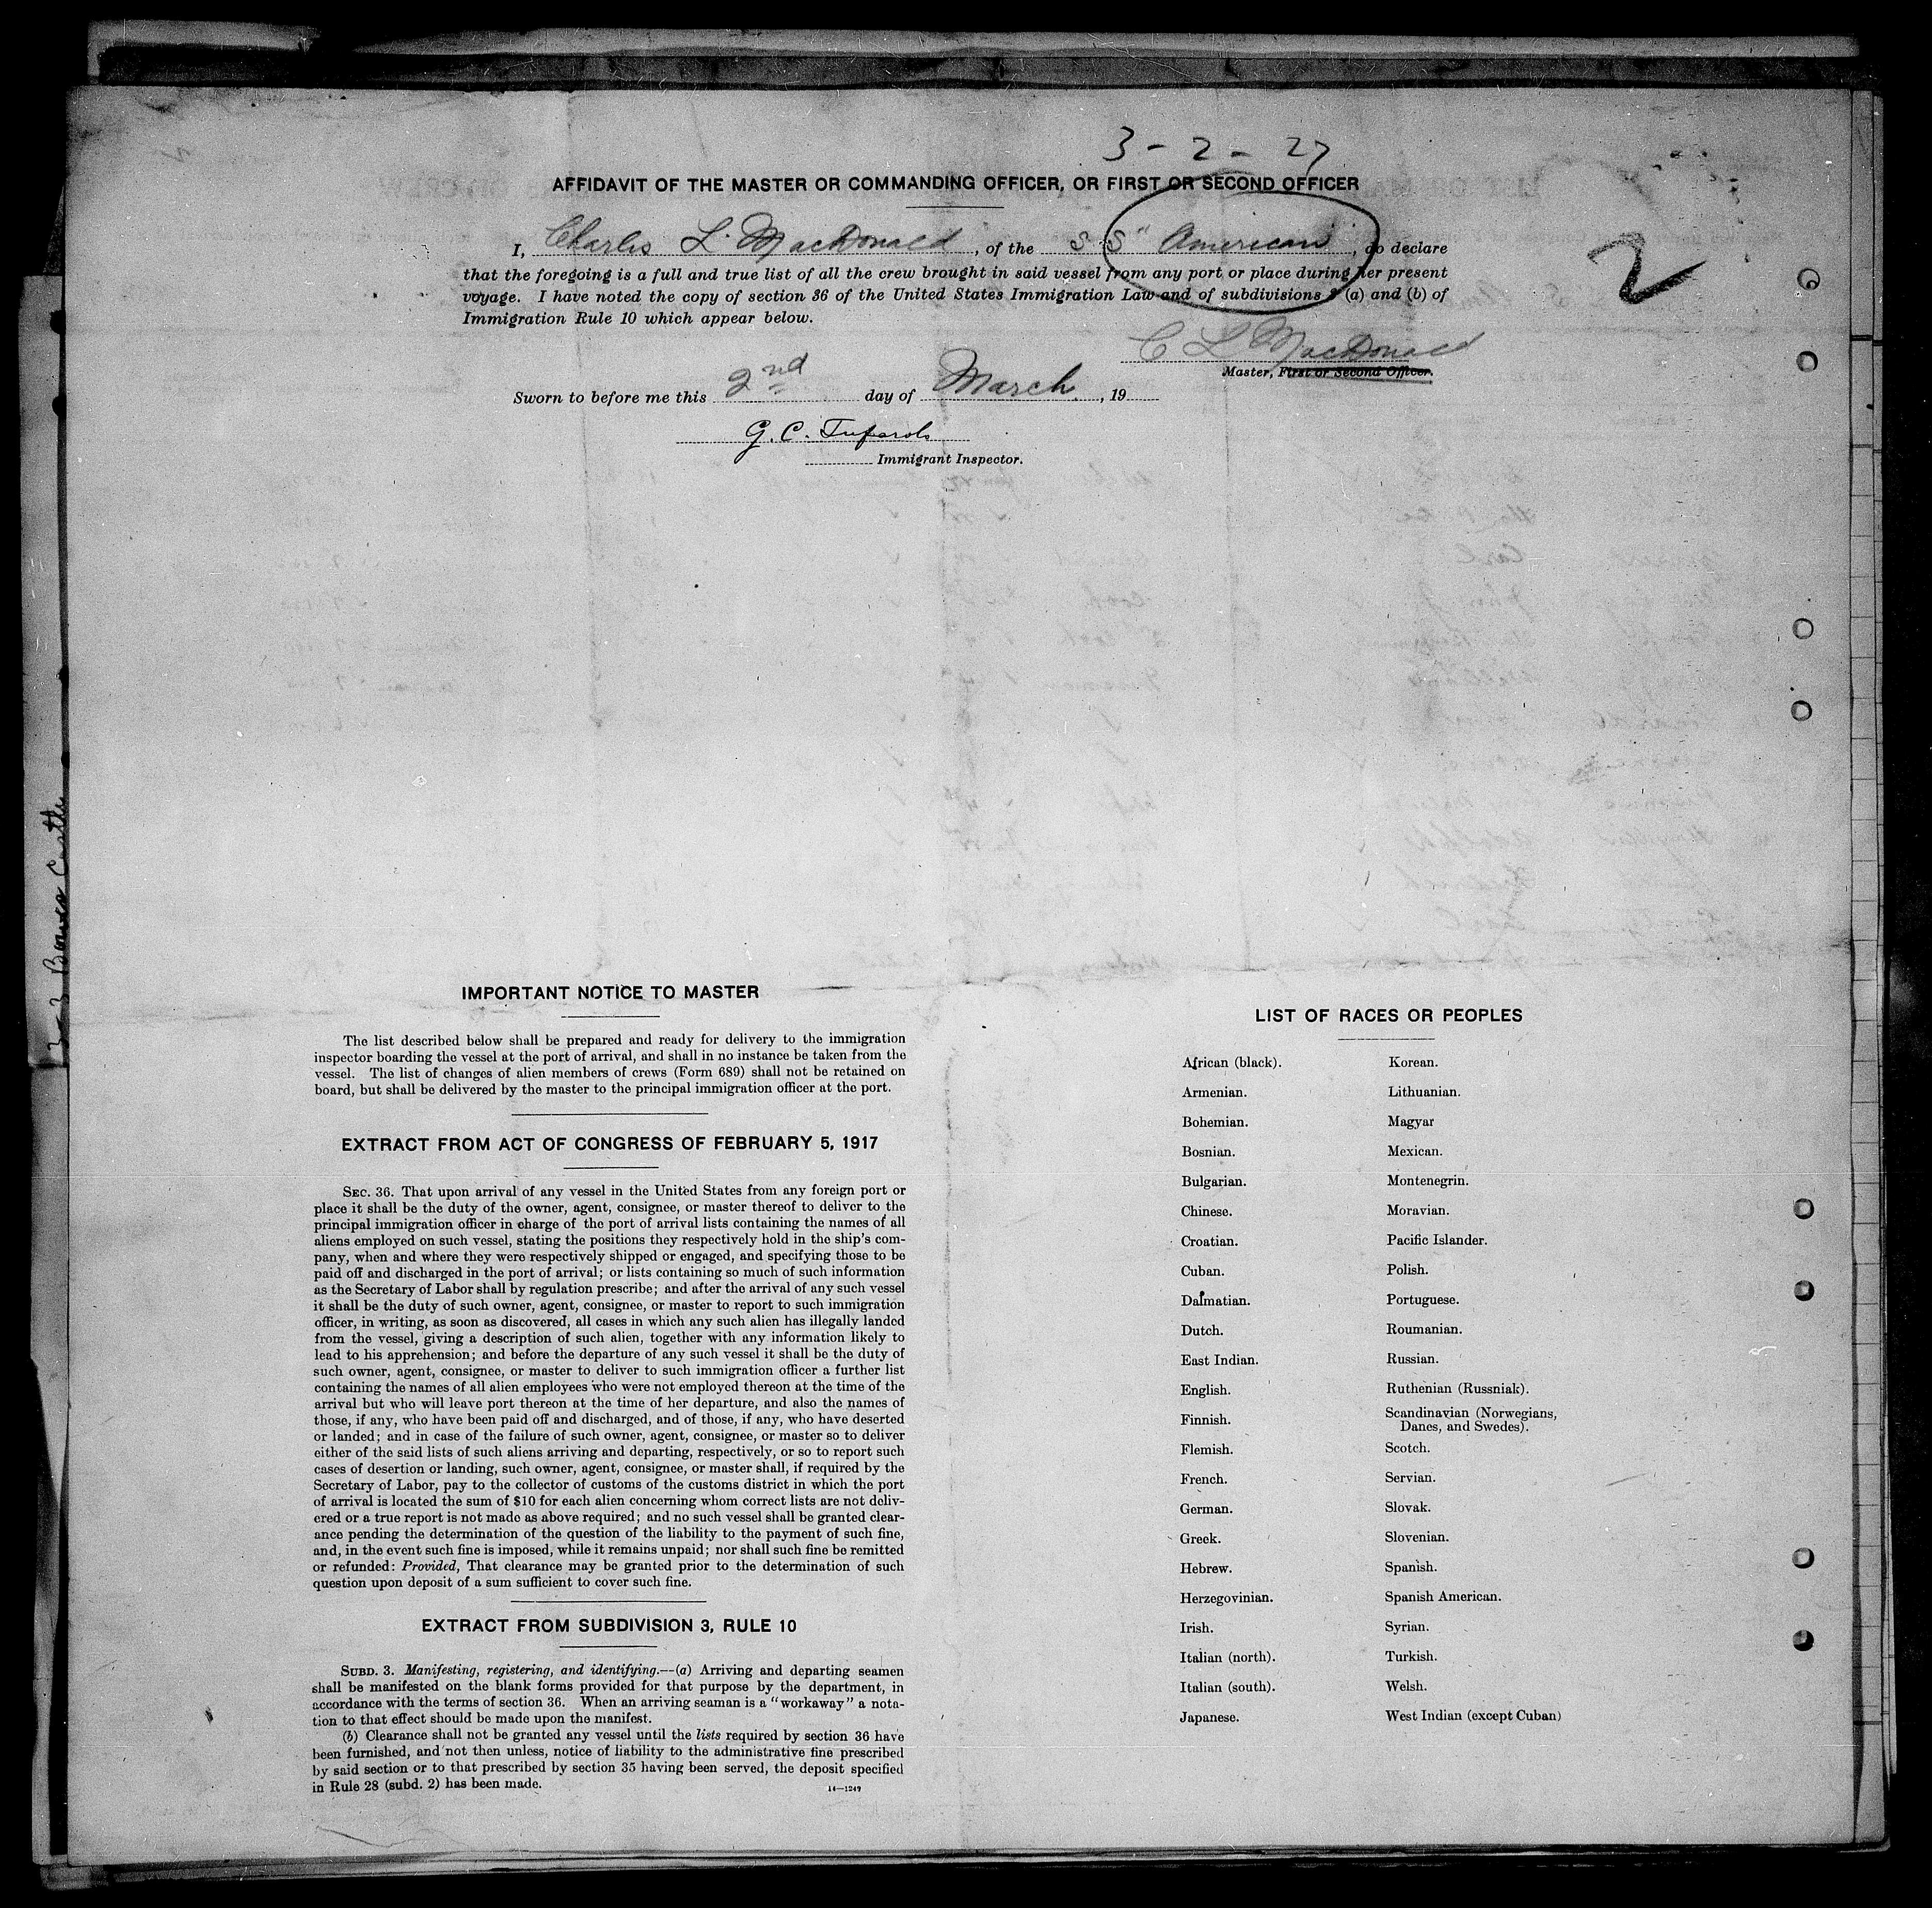 3 - 2 - 27
AFFIDAVIT OF THE MASTER OR COMMANDING OFFICER, OR FIRST OR SECOND OFFICER
I, Charles L. MacDonald, of the S.S" American", do declare
that the foregoing is a full and true list of all the crew brought in said vessel from any port or place during her present
voyage. I have noted the copy of section 36 of the United States Immigration Law and of subdivisions 3 (a) and (b) of
Immigration Rule 10 which appear below.
2
C L MacDonald
Master, First or Second Officer.
Sworn to before me this 2nd day of March, 19
G. C.
Immigrant Inspector.
3-3 Bowes Castle
IMPORTANT NOTICE TO MASTER
The list described below shall be prepared and ready for delivery to the immigration
inspector boarding the vessel at the port of arrival, and shall in no instance be taken from the
vessel. The list of changes of alien members of crews (Form 689) shall not be retained on
board, but shall be delivered by the master to the principal immigration officer at the port.
EXTRACT FROM ACT OF CONGRESS OF FEBRUARY 5, 1917
SEC. 36. That upon arrival of any vessel in the United States from any foreign port or
place it shall be the duty of the owner, agent, consignee, or master thereof to deliver to the
principal immigration officer in charge of the port of arrival lists containing the names of all
aliens employed on such vessel, stating the positions they respectively hold in the ship's com-
pany, when and where they were respectively shipped or engaged, and specifying those to be
paid off and discharged in the port of arrival; or lists containing so much of such information
as the Secretary of Labor shall by regulation prescribe; and after the arrival of any such vessel
it shall be the duty of such owner, agent, consignee, or master to report to such immigration
officer, in writing, as soon as discovered, all cases in which any such alien has illegally landed
from the vessel, giving a description of such alien, together with any information likely to
lead to his apprehension; and before the departure of any such vessel it shall be the duty of
such owner, agent, consignee, or master to deliver to such immigration officer a further list
containing the names of all alien employees who were not employed thereon at the time of the
arrival but who will leave port thereon at the time of her departure, and also the names of
those, if any, who have been paid off and discharged, and of those, if any, who have deserted
or landed; and in case of the failure of such owner, agent, consignee, or master so to deliver
either of the said lists of such aliens arriving and departing, respectively, or so to report such
cases of desertion or landing, such owner, agent, consignee, or master shall, if required by the
Secretary of Labor, pay to the collector of customs of the customs district in which the port
of arrival is located the sum of $10 for each alien concerning whom correct lists are not deliv-
ered or a true report is not made as above required; and no such vessel shall be granted clear-
ance pending the determination of the question of the liability to the payment of such fine,
and, in the event such fine is imposed, while it remains unpaid; nor shall such fine be remitted
or refunded: Provided, That clearance may be granted prior to the determination of such
question upon deposit of a sum sufficient to cover such fine.
EXTRACT FROM SUBDIVISION 3, RULE 10
SUBD. 3. Manifesting, registering, and identifying.--(a) Arriving and departing seamen
shall be manifested on the blank forms provided for that purpose by the department, in
accordance with the terms of section 36. When an arriving seaman is a "workaway" a nota-
tion to that effect should be made upon the manifest.
(b) Clearance shall not be granted any vessel until the lists required by section 36 have
been furnished, and not then unless, notice of liability to the administrative fine prescribed
by said section or to that prescribed by section 35 having been served, the deposit specified
in Rule 28 (subd. 2) has been made.
14—1249
LIST OF RACES OR PEOPLES
African (black).
Armenian.
Bohemian.
Bosnian.
Bulgarian.
Chinese.
Croatian.
Cuban.
Dalmatian.
Dutch.
East Indian.
English.
Finnish.
Flemish.
French.
German.
Greek.
Hebrew.
Herzegovinian.
Irish.
Italian (north).
Italian (south).
Japanese.
Korean.
Lithuanian.
Magyar
Mexican.
Montenegrin.
Moravian.
Pacific Islander.
Polish.
Portuguese.
Roumanian.
Russian.
Ruthenian (Russniak).
Scandinavian (Norwegians,
Danes, and Swedes).
Scotch.
Servian.
Slovak.
Slovenian.
Spanish.
Spanish American.
Syrian.
Turkish.
Welsh.
West Indian (except Cuban)